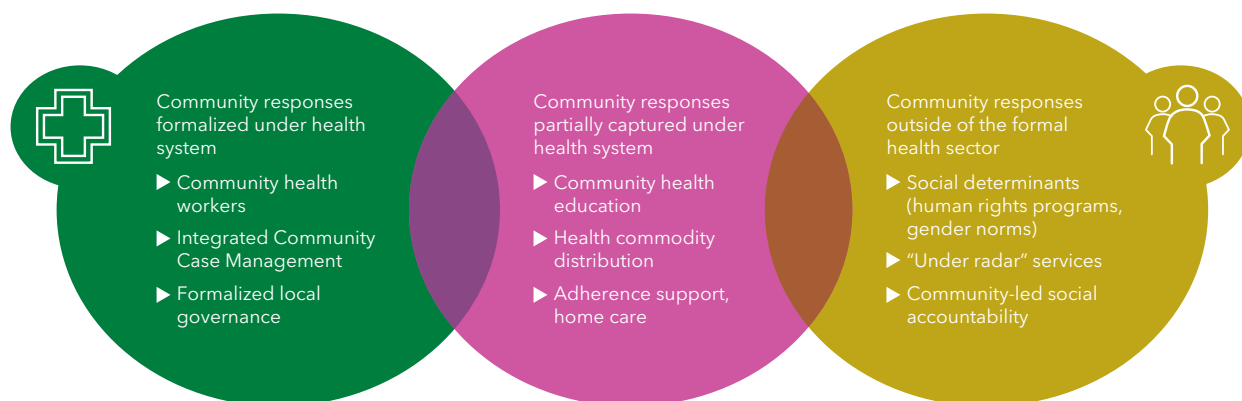 Community responses
formalized under health
system
▶ Community health
workers
▶ Integrated Community
Case Management
▶ Formalized local
governance
Community responses
partially captured under
health system
▶ Community health
education
▶ Health commodity
distribution
▶ Adherence support,
home care
Community responses
outside of the formal
health sector
▶ Social determinants
(human rights programs,
gender norms)
▶ “Under radar” services
▶ Community-led social
accountability